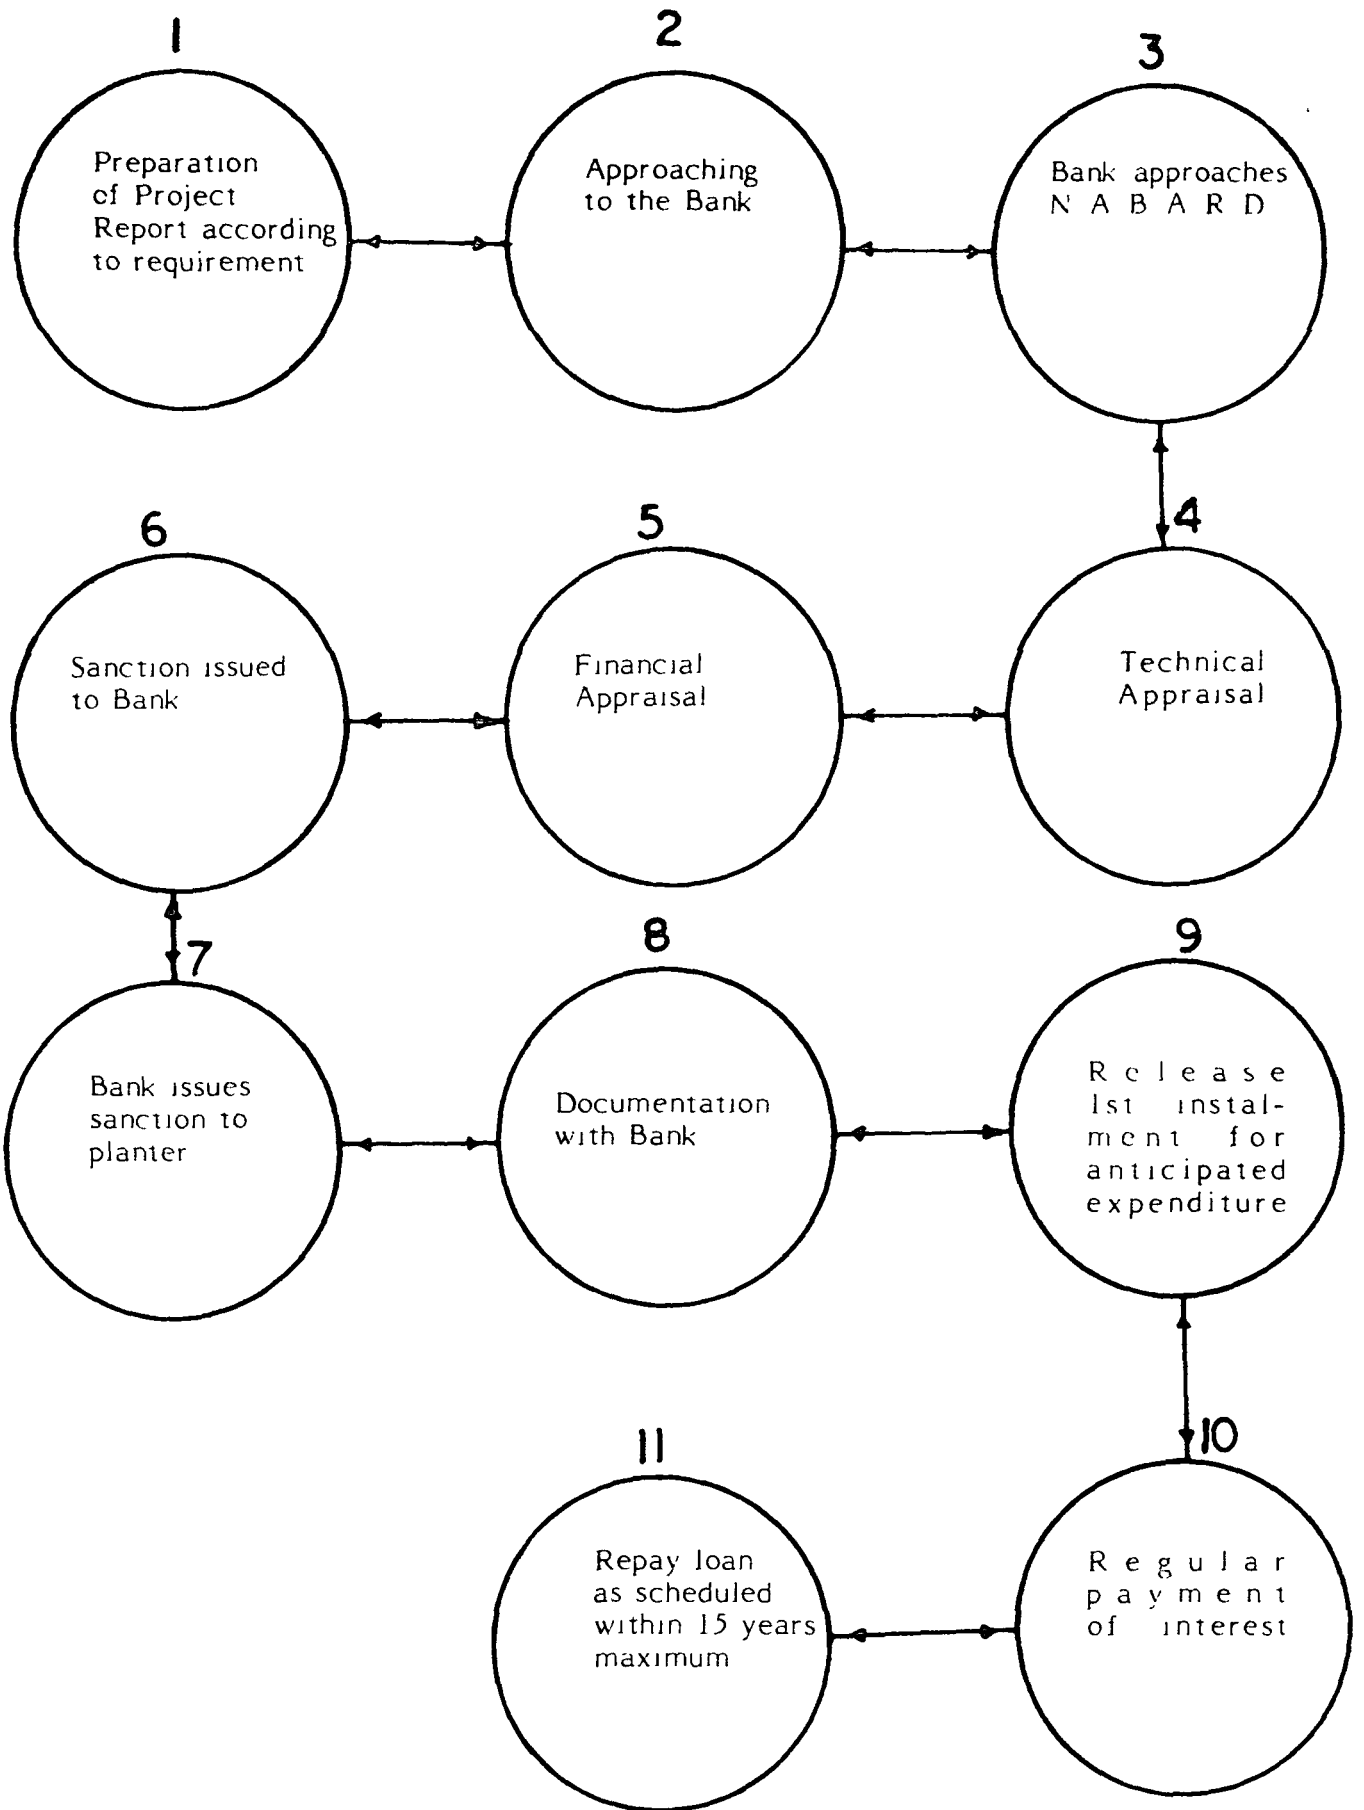 1
Preparation
of Project
Report according
to requirement
2
Approaching
to the Bank
3
Bank approaches
N A B A R D
4
Technical
Appraisal
5
Financial
Appraisal
6
Sanction issued
to Bank
7
Bank issues
sanction to
planter
8
Documentation
with Bank
9
Release
1st instal-
ment for
anticipated
expenditure
10
Regular
payment
of interest
11
Repay loan
as scheduled
within 15 years
maximum